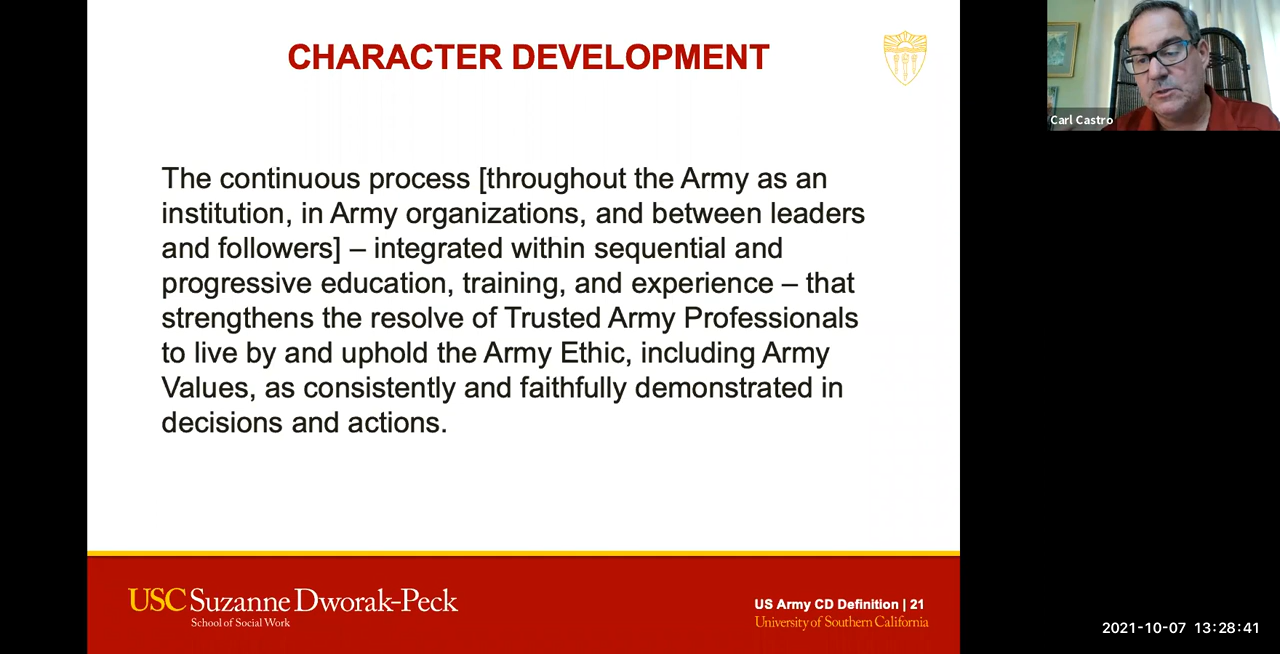 CHARACTER DEVELOPMENT
Carl Castro
The continuous process [throughout the Army as an
institution, in Army organizations, and between leaders
and followers] – integrated within sequential and
progressive education, training, and experience – that
strengthens the resolve of Trusted Army Professionals
to live by and uphold the Army Ethic, including Army
Values, as consistently and faithfully demonstrated in
decisions and actions.
USC Suzanne Dworak-Peck
School of Social Work
US Army CD Definition | 21
University of Southern California
2021-10-07 13:28:41